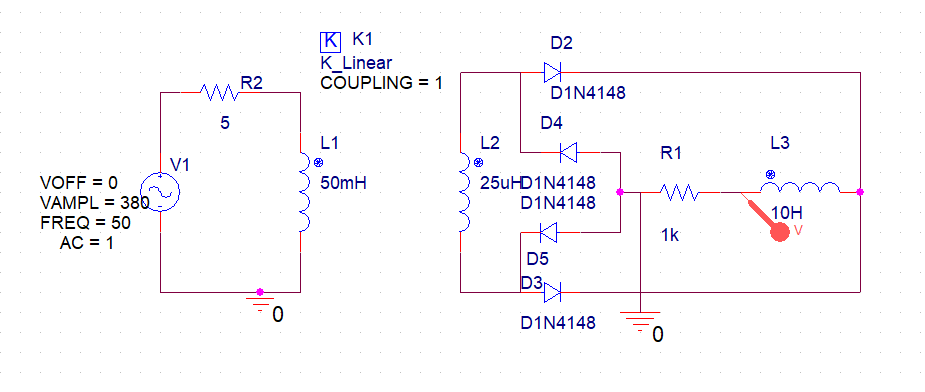 D2
K K1
K_Linear
COUPLING = 1
R2
D1N4148
5
D4
L1
L2
R1
L3
V1
50mH
25uH
D1N4148
VOFF = 0
VAMPL = 380
FREQ = 50
AC = 1
D1N4148
10H
V
1k
D5
D3
0
D1N4148
0